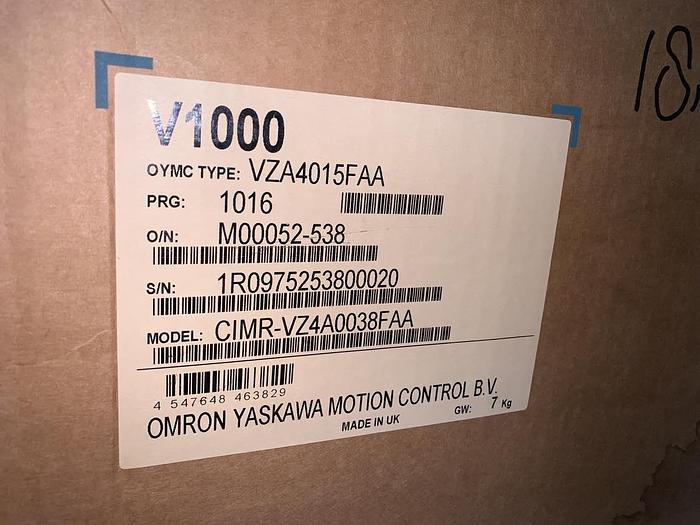 18
V1000
OYMC TYPE: VZA4015FAA
PRG: 1016
O/N: M00052-538
S/N: 1R0975253800020
MODEL: CIMR-VZ4A0038FAA
4 547648 463829
OMRON YASKAWA MOTION CONTROL B.V.
MADE IN UK
GW: 7 Kg